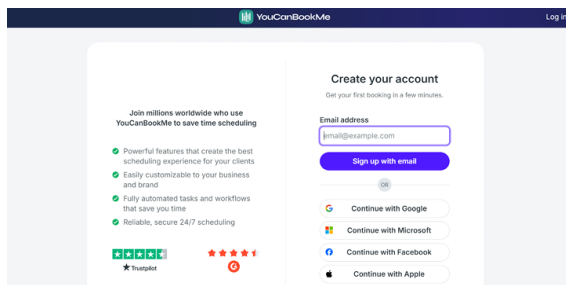 YouCanBookMe
Log in
Join millions worldwide who use
YouCanBookMe to save time scheduling
Powerful features that create the best
scheduling experience for your clients
Easily customizable to your business
and brand
Fully automated tasks and workflows
that save you time
Reliable, secure 24/7 scheduling
Trustpilot
G
Create your account
Get your first booking in a few minutes.
Email address
email@example.com
Sign up with email
OR
Continue with Google
Continue with Microsoft
Continue with Facebook
Continue with Apple